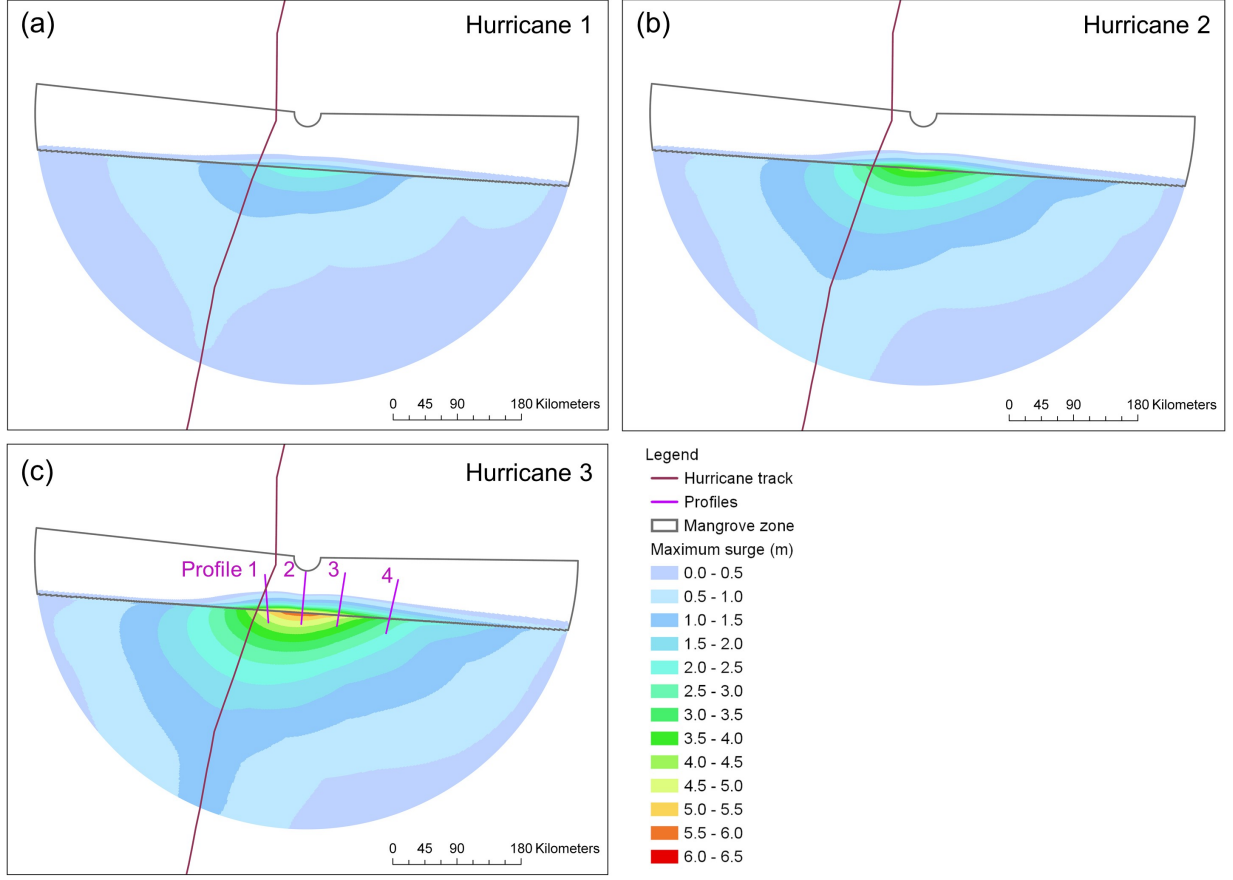 (a)
Hurricane 1
0 45 90 180 Kilometers
(b)
Hurricane 2
0 45 90 180 Kilometers
(c)
Hurricane 3
Profile 1 2 3 4
0 45 90 180 Kilometers
Legend
Hurricane track
Profiles
Mangrove zone
Maximum surge (m)
0.0 - 0.5
0.5 - 1.0
1.0 - 1.5
1.5 - 2.0
2.0 - 2.5
2.5 - 3.0
3.0 - 3.5
3.5 - 4.0
4.0 - 4.5
4.5 - 5.0
5.0 - 5.5
5.5 - 6.0
6.0 - 6.5